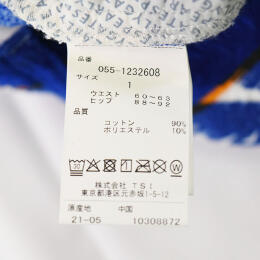 品番
055-1232608
サイズ
1
ウエスト 60-63
ヒップ 88-92
品質
コットン 90%
ポリエステル 10%
株式会社 TSI
東京都港区元赤坂1-5-12
原産地 中国
21-05 10308872